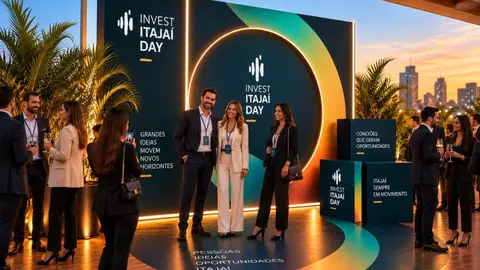 INVEST
ITAJAÍ
DAY
GRANDES
IDEIAS
MOVEM
NOVOS
HORIZONTES
INVEST
ITAJAÍ
DAY
CONEXÕES
QUE GERAM
OPORTUNIDADES
INVEST
ITAJAÍ
DAY
ITAJAÍ
SEMPRE
EM MOVIMENTO
PESSOAS
IDEIAS
OPORTUNIDADES
ITAJAÍ